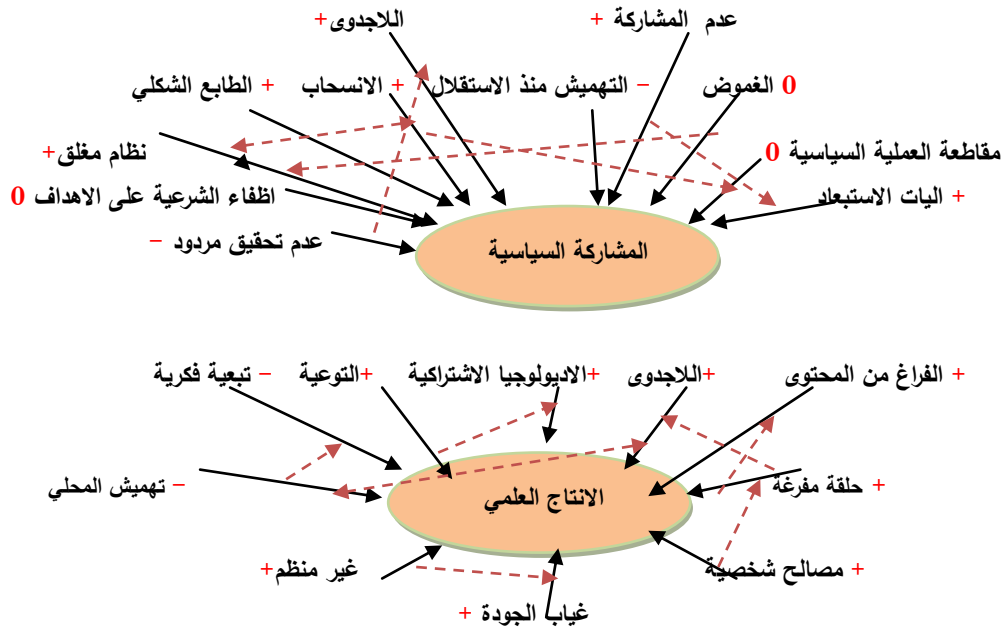 عدم المشاركة +
اللاجدوى+
0 الغموض
التهميش منذ الاستقلال −
الانسحاب +
الطابع الشكلي +
مقاطعة العملية السياسية 0
نظام مغلق+
اليات الاستبعاد +
اظفاء الشرعية على الاهداف 0
عدم تحقيق مردود −
المشاركة السياسية
الفراغ من المحتوى +
+اللاجدوى
+الاديولوجيا الاشتراكية
+التوعية
− تبعية فكرية
حلقة مفرغة +
− تهميش المحلي
الانتاج العلمي
+ مصالح شخصية
غير منظم+
غياب الجودة +